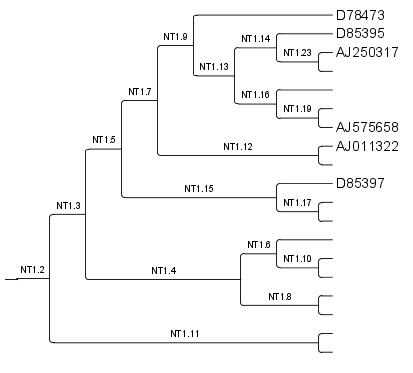 D78473
D85395
NT1.9
NT1.14
NT1.23
AJ250317
NT1.13
NT1.7
NT1.16
NT1.19
AJ575658
NT1.5
NT1.12
AJ011322
NT1.15
D85397
NT1.17
NT1.3
NT1.6
NT1.10
NT1.2
NT1.4
NT1.8
NT1.11